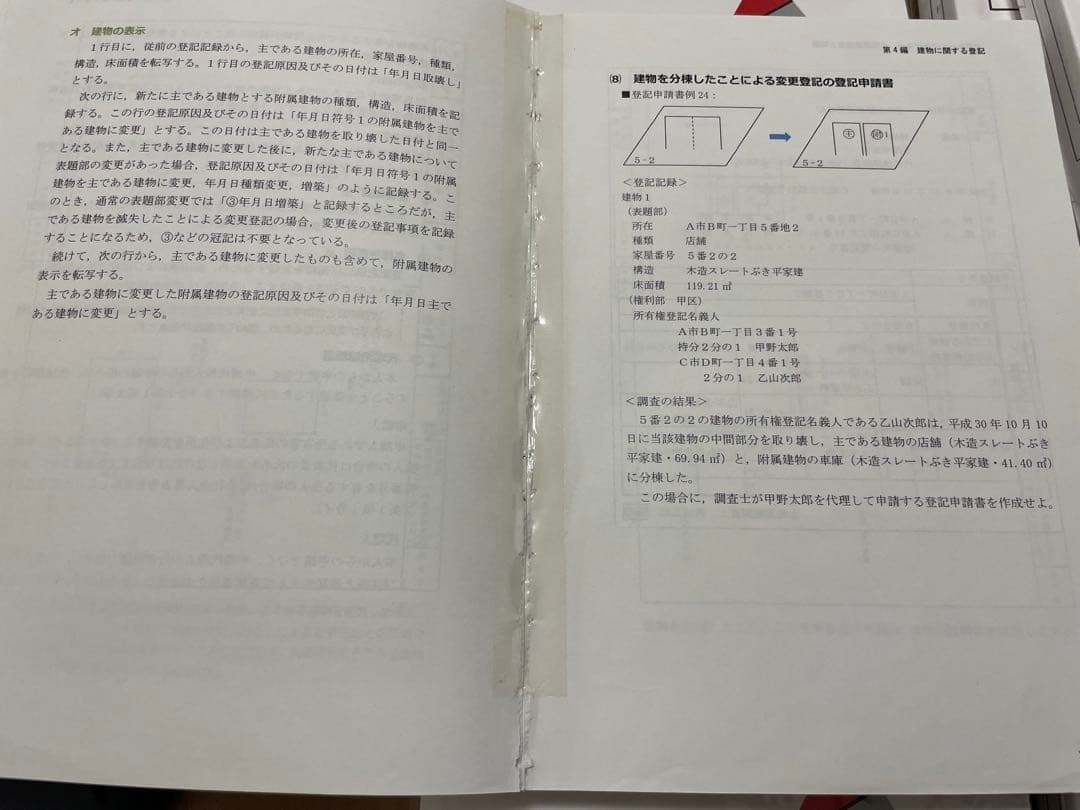 オ 建物の表示
1行目に，従前の登記記録から，主である建物の所在，家屋番号，種類，
構造，床面積を転写する。1行目の登記原因及びその日付は「年月日取壊し」
とする。
次の行に，新たに主である建物とする附属建物の種類，構造，床面積を記
録する。この行の登記原因及びその日付は「年月日符号1の附属建物を主で
ある建物に変更」とする。この日付は主である建物を取り壊した日付と同一
となる。また，主である建物に変更した後に，新たな主である建物について
表題部の変更があった場合，登記原因及びその日付は「年月日符号1の附属
建物を主である建物に変更，年月日種類変更，増築」のように記録する。こ
のとき，通常の表題部変更では「③年月日増築」と記録するところだが，主
である建物を滅失したことによる変更登記の場合，変更後の登記事項を記録
することになるため，③などの冠記は不要となっている。
続けて，次の行から，主である建物に変更したものも含めて，附属建物の
表示を転写する。
主である建物に変更した附属建物の登記原因及びその日付は「年月日主で
ある建物に変更」とする。
第4編 建物に関する登記
(8) 建物を分棟したことによる変更登記の登記申請書
■登記申請書例24：
主 附1
5-2 5-2
＜登記記録＞
建物1
（表題部）
所在 A市B町一丁目5番地2
種類 店舗
家屋番号 5番2の2
構造 木造スレートぶき平家建
床面積 119.21㎡
（権利部 甲区）
所有権登記名義人
A市B町一丁目3番1号
持分2分の1 甲野太郎
C市D町一丁目4番1号
2分の1 乙山次郎
＜調査の結果＞
5番2の2の建物の所有権登記名義人である乙山次郎は，平成30年10月10
日に当該建物の中間部分を取り壊し，主である建物の店舗（木造スレートぶき
平家建・69.94㎡）と，附属建物の車庫（木造スレートぶき平家建・41.40㎡）
に分棟した。
この場合に，調査士が甲野太郎を代理して申請する登記申請書を作成せよ。